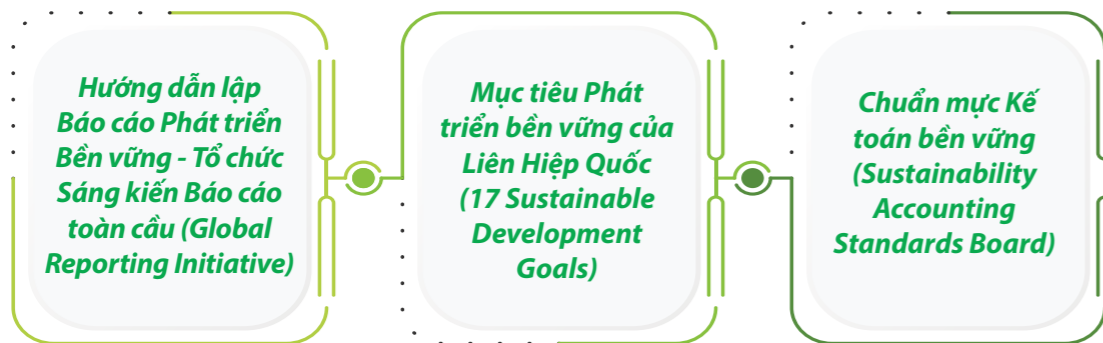 Hướng dẫn lập
Báo cáo Phát triển
Bền vững - Tổ chức
Sáng kiến Báo cáo
toàn cầu (Global
Reporting Initiative)
Mục tiêu Phát
triển bền vững của
Liên Hiệp Quốc
(17 Sustainable
Development
Goals)
Chuẩn mực Kế
toán bền vững
(Sustainability
Accounting
Standards Board)